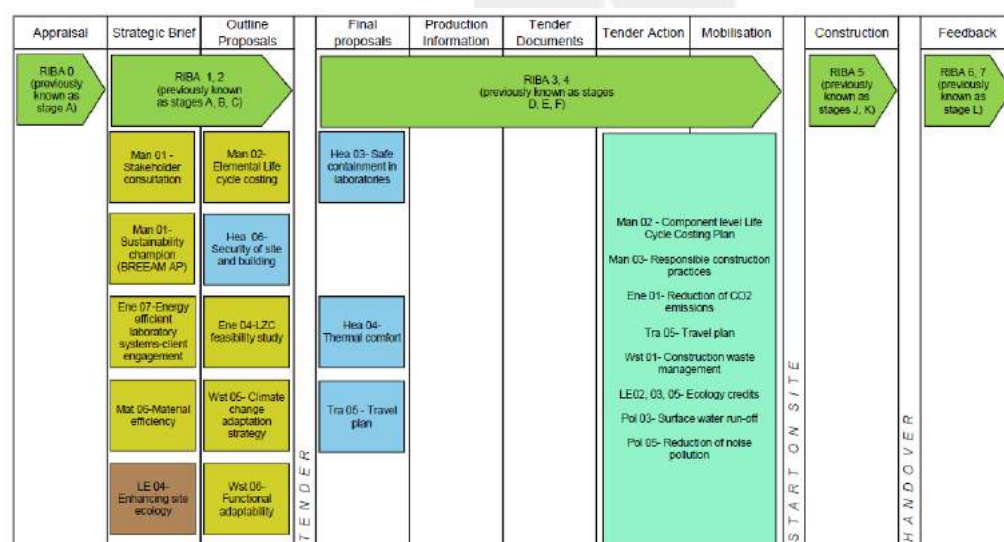 Appraisal
Strategic Brief
Outline
Proposals
Final
proposals
Production
Information
Tender
Documents
Tender Action
Mobilisation
Construction
Feedback
RIBA 0
(previously
known as
stage A)
RIBA 1, 2
(previously known
as stages A, B, C)
RIBA 3, 4
(previously known as stages
D, E, F)
RIBA 5
(previously
known as
stages J, K)
RIBA 6, 7
(previously
known as
stage L)
Man 01 -
Stakeholder
consultation
Man 02-
Elemental Life
cycle costing
Hea 03- Safe
containment in
laboratories
Man 01-
Sustainability
champion
(BREEAM AP)
Hea 06-
Security of site
and building
Ene 07-Energy
efficient
laboratory
systems-client
engagement
Ene 04-LZC
feasibility study
Hea 04-
Thermal comfort
Mat 06-Material
efficiency
Wst 05- Climate
change
adaptation
strategy
Tra 05 - Travel
plan
LE 04-
Enhancing site
ecology
Wst 06-
Functional
adaptability
Man 02 - Component level Life
Cycle Costing Plan
Man 03- Responsible construction
practices
Ene 01- Reduction of CO2
emissions
Tra 05- Travel plan
Wst 01- Construction waste
management
LE02, 03, 05- Ecology credits
Pol 03- Surface water run-off
Pol 05- Reduction of noise
pollution
TENDER
START ON SITE
HANDOVER